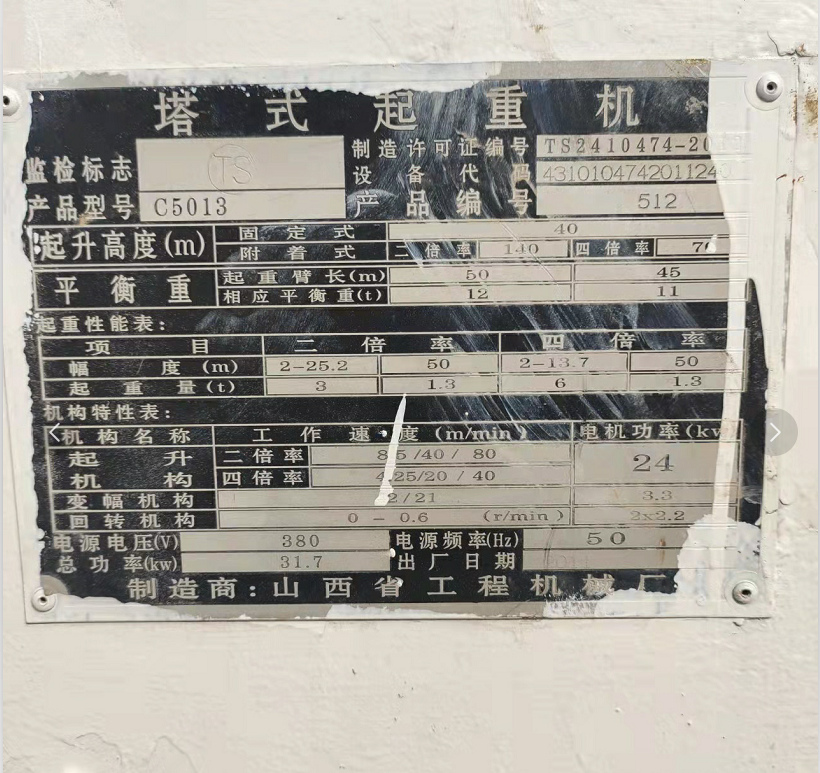 塔式起重机
监检标志 TS 制造许可证编号 TS2410474-20
设备代码 4310104742011240
产品型号 C5013 产品编号 512
起升高度(m) 固定式 40
附着式 二倍率 140 四倍率 70
平衡重 起重臂长(m) 50 45
相应平衡重(t) 12 11
起重性能表:
项目 二倍率 四倍率
幅度(m) 2-25.2 50 2-13.7 50
起重量(t) 3 1.3 6 1.3
机构特性表:
机构名称 工作速度(m/min) 电机功率(kw)
起升机构 二倍率 8.5/40/80 24
四倍率 4.25/20/40
变幅机构 2/21 3.3
回转机构 0-0.6 (r/min) 2x2.2
电源电压(V) 380 电源频率(Hz) 50
总功率(kw) 31.7 出厂日期
制造商:山西省工程机械厂